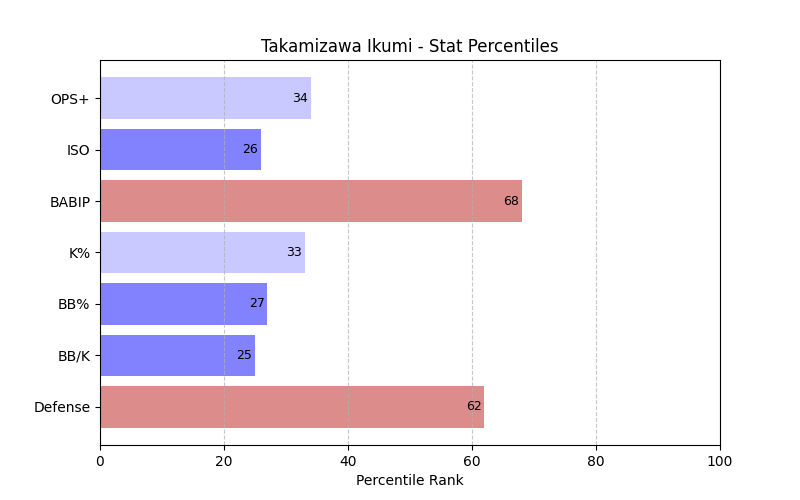 Takamizawa Ikumi - Stat Percentiles
OPS+ 34
ISO 26
BABIP 68
K% 33
BB% 27
BB/K 25
Defense 62
0 20 40 60 80 100
Percentile Rank